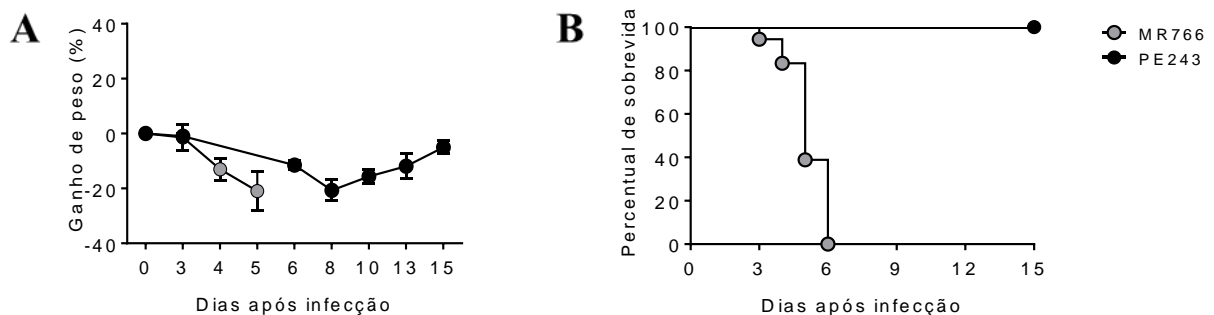 A
Ganho de peso (%)
40
20
0
-20
-40
0 3 4 5 6 8 10 13 15
Dias após infecção
B
Percentual de sobrevida
100
80
60
40
20
0
0 3 6 9 12 15
Dias após infecção
MR766
PE243